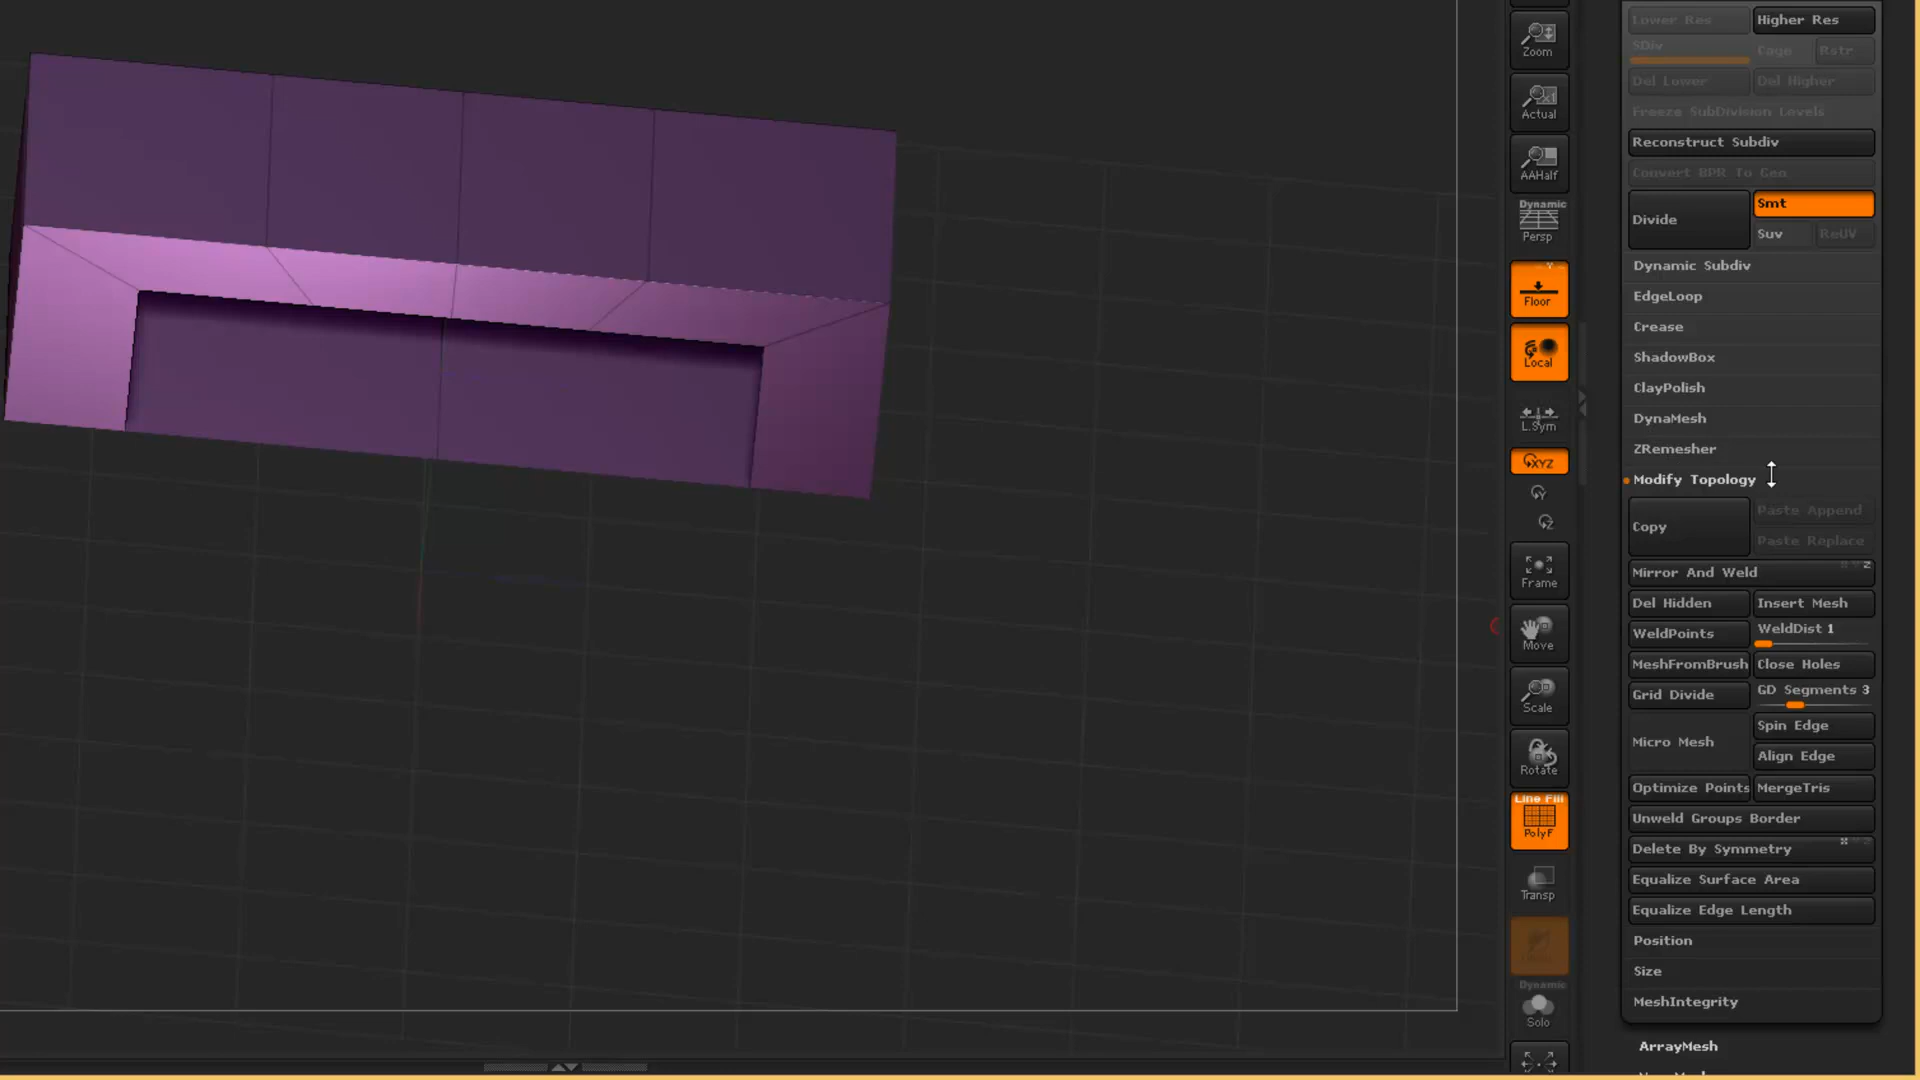 Zoom
Actual
AAHalf
Dynamic
Persp
Floor
Local
L.Sym
XYZ
Y
Z
Frame
Move
Scale
Rotate
Line Fill
PolyF
Transp
Dynamic
Solo
Lower Res Higher Res
SDiv Cage Rstr
Del Lower Del Higher
Freeze SubDivision Levels
Reconstruct Subdiv
Convert BPR To Geo
Divide Smt
Suv ReUV
Dynamic Subdiv
EdgeLoop
Crease
ShadowBox
ClayPolish
DynaMesh
ZRemesher
Modify Topology
Copy Paste Append
Paste Replace
Mirror And Weld
Del Hidden Insert Mesh
WeldPoints WeldDist 1
MeshFromBrush Close Holes
Grid Divide GD Segments 3
Micro Mesh Spin Edge
Align Edge
Optimize Points MergeTris
Unweld Groups Border
Delete By Symmetry
Equalize Surface Area
Equalize Edge Length
Position
Size
MeshIntegrity
ArrayMesh